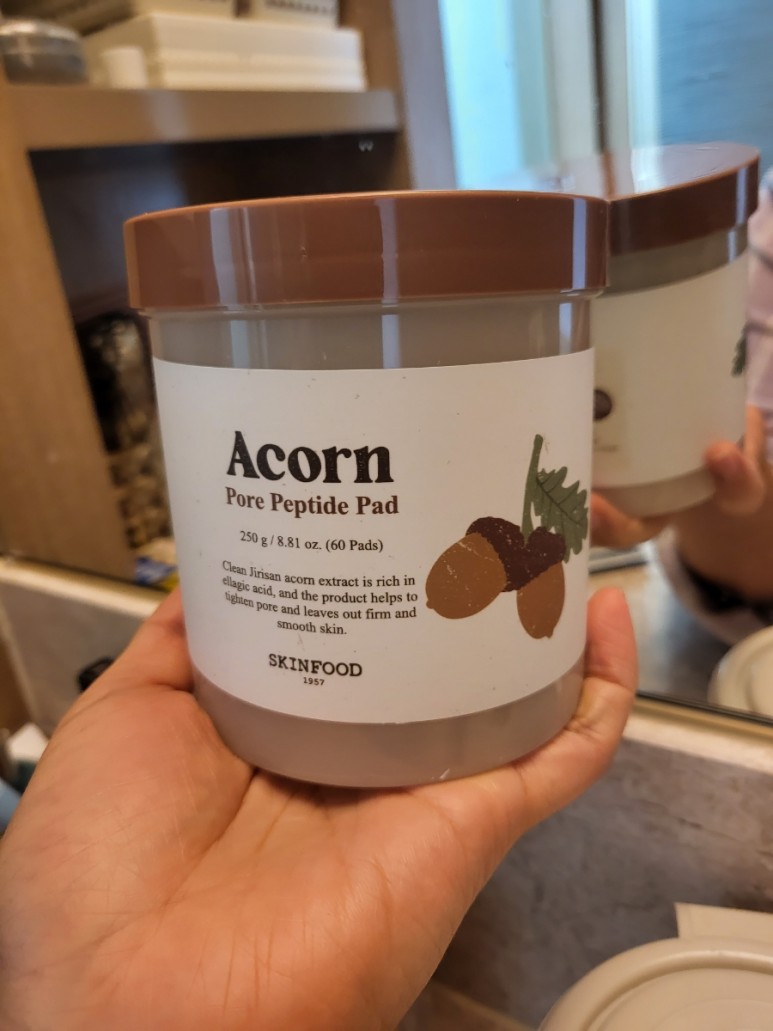 Acorn
Pore Peptide Pad
250 g / 8.81 oz. (60 Pads)
Clean Jirisan acorn extract is rich in
ellagic acid, and the product helps to
tighten pore and leaves out firm and
smooth skin.
SKINFOOD
1957